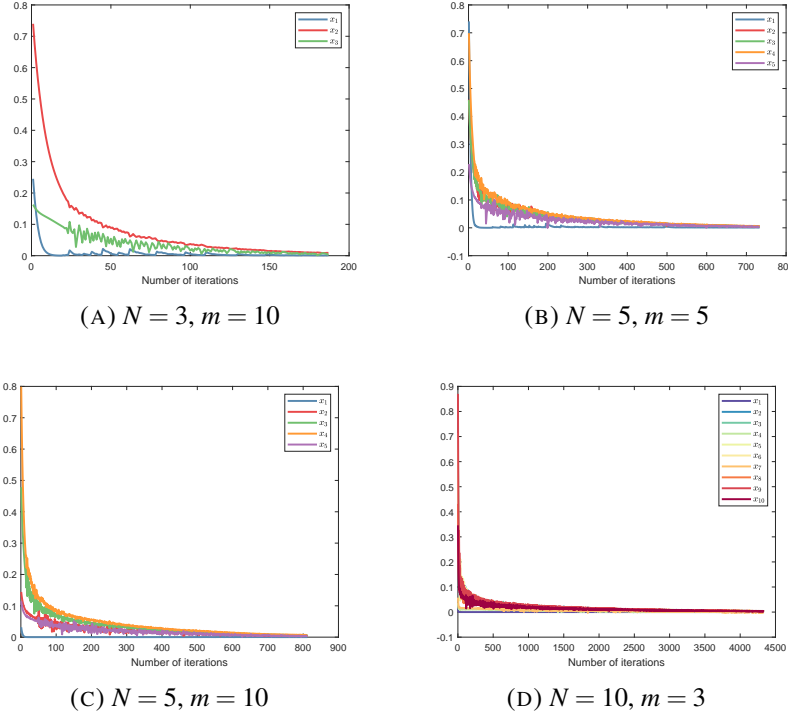 0.8
0.7
0.6
0.5
0.4
0.3
0.2
0.1
0
0 50 100 150 200
Number of iterations
x1
x2
x3
(A) N = 3, m = 10
0.8
0.7
0.6
0.5
0.4
0.3
0.2
0.1
0
-0.1
0 100 200 300 400 500 600 700 800
Number of iterations
x1
x2
x3
x4
x5
(B) N = 5, m = 5
0.8
0.7
0.6
0.5
0.4
0.3
0.2
0.1
0
0 100 200 300 400 500 600 700 800 900
Number of iterations
x1
x2
x3
x4
x5
(C) N = 5, m = 10
0.9
0.8
0.7
0.6
0.5
0.4
0.3
0.2
0.1
0
-0.1
0 500 1000 1500 2000 2500 3000 3500 4000 4500
Number of iterations
x1
x2
x3
x4
x5
x6
x7
x8
x9
x10
(D) N = 10, m = 3